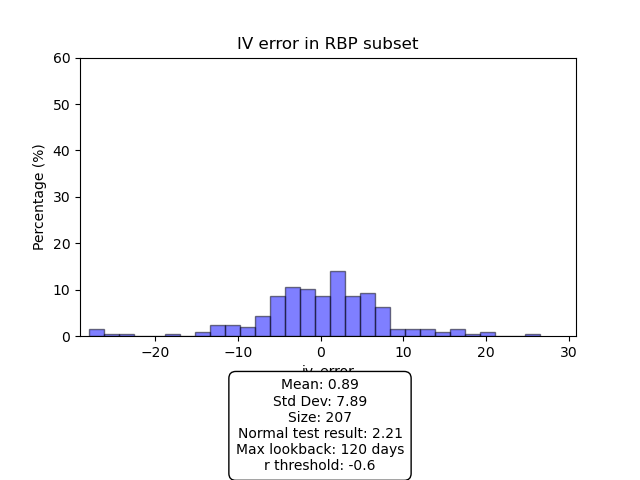 IV error in RBP subset
60
50
40
30
20
10
0
Percentage (%)
−20 −10 0 10 20 30
iv_error
Mean: 0.89
Std Dev: 7.89
Size: 207
Normal test result: 2.21
Max lookback: 120 days
r threshold: -0.6